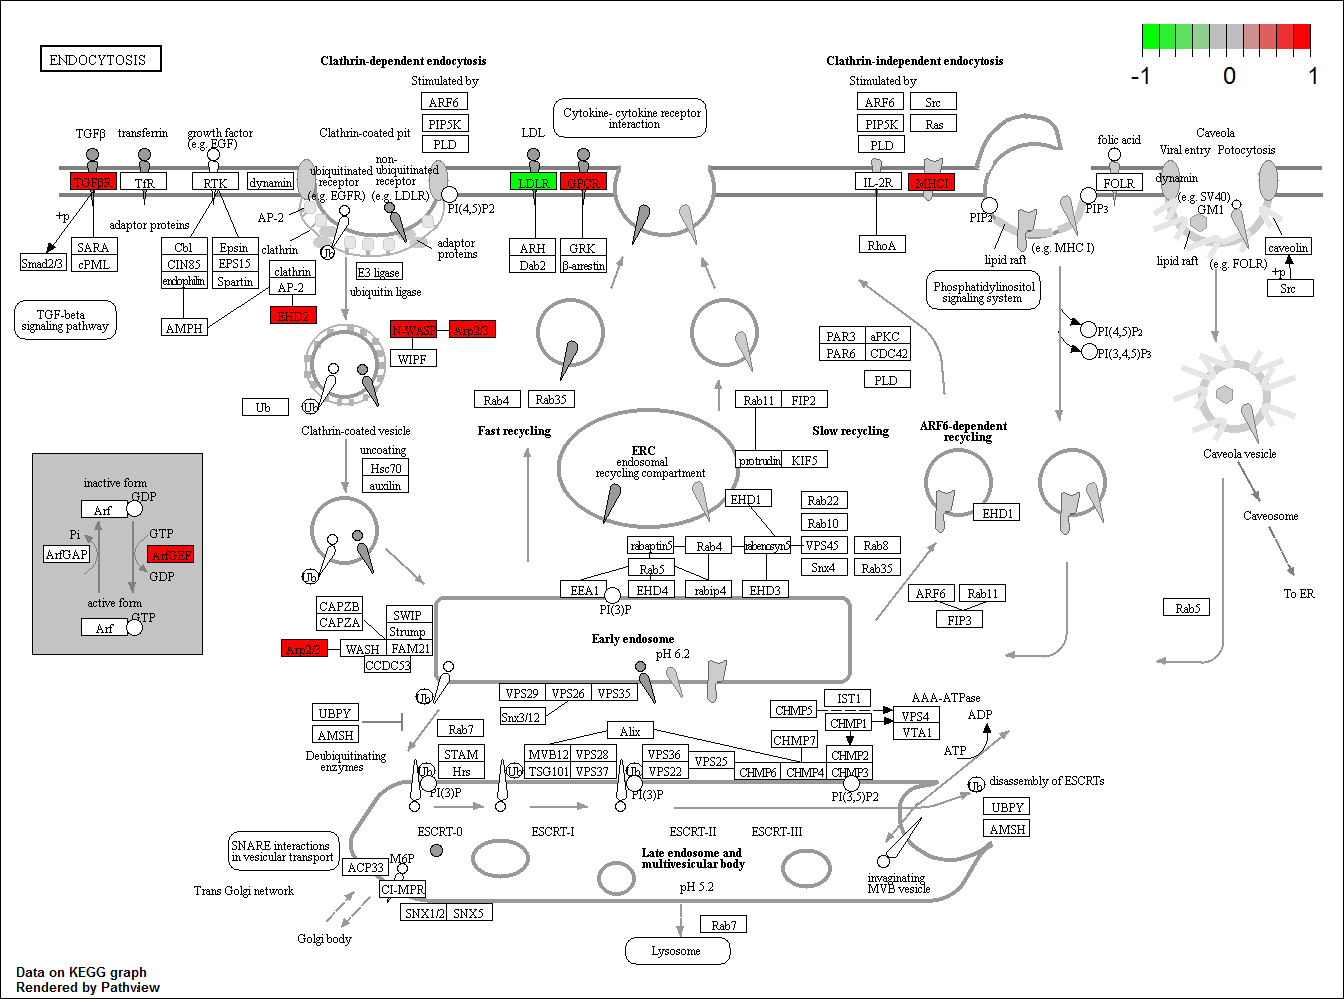 ENDOCYTOSIS
Clathrin-dependent endocytosis
Stimulated by
ARF6
PIP5K
PLD
Clathrin-independent endocytosis
Stimulated by
ARF6
Src
PIP5K
Ras
PLD
-1
0
1
TGFβ
transferrin
growth factor
(e.g. EGF)
Clathrin-coated pit
LDL
Cytokine- cytokine receptor
interaction
folic acid
Caveola
Viral entry
Potocytosis
TGFβR
TfR
RTK
dynamin
ubiquitinated
receptor
(e.g. EGFR)
non-
ubiquitinated
receptor
(e.g. LDLR)
PI(4,5)P2
LDLR
GPCR
IL-2R
MHCI
PIP2
PIP3
FOLR
dynamin
(e.g. SV40)
GM1
+p
adaptor proteins
AP-2
clathrin
Ub
adaptor
proteins
Smad2/3
SARA
cPML
Cbl
CIN85
endophilin
Epsin
EPS15
Spartin
AMPH
clathrin
AP-2
EHD2
E3 ligase
ubiquitin ligase
ARH
Dab2
GRK
β-arrestin
RhoA
lipid raft
(e.g. MHC I)
lipid raft
(e.g. FOLR)
caveolin
+p
Src
TGF-beta
signaling pathway
Phosphatidylinositol
signaling system
N-WASP
Arp2/3
WIPF
PAR3
aPKC
PAR6
CDC42
PLD
PI(4,5)P2
PI(3,4,5)P3
Ub
Ub
Clathrin-coated vesicle
uncoating
Hsc70
auxilin
Rab4
Rab35
Fast recycling
Rab11
FIP2
protrudin
KIF5
Slow recycling
ARF6-dependent
recycling
ERC
endosomal
recycling compartment
Caveola vesicle
Caveosome
To ER
inactive form
GDP
Arf
Pi
GTP
ArfGAP
ArfGEF
GDP
active form
GTP
Arf
Ub
EHD1
Rab22
Rab10
rabaptin5
Rab4
rabenosyn5
VPS45
Rab8
Rab5
Snx4
Rab35
EEA1
EHD4
rabip4
EHD3
PI(3)P
EHD1
ARF6
Rab11
FIP3
Rab5
CAPZB
CAPZA
SWIP
Strump
Arp2/3
WASH
FAM21
CCDC53
Early endosome
pH 6.2
Ub
VPS29
VPS26
VPS35
Snx3/12
UBPY
AMSH
Deubiquitinating
enzymes
Rab7
STAM
Hrs
Alix
MVB12
VPS28
TSG101
VPS37
VPS36
VPS22
VPS25
CHMP7
CHMP6
CHMP4
CHMP3
CHMP2
CHMP5
CHMP1
IST1
AAA-ATPase
VPS4
VTA1
ADP
ATP
Ub
PI(3)P
Ub
Ub
PI(3)P
PI(3,5)P2
Ub
disassembly of ESCRTs
UBPY
AMSH
ESCRT-0
ESCRT-I
ESCRT-II
ESCRT-III
SNARE interactions
in vesicular transport
ACP33
M6P
CI-MPR
SNX1/2
SNX5
Late endosome and
multivesicular body
pH 5.2
invaginating
MVB vesicle
Trans Golgi network
Golgi body
Rab7
Lysosome
Data on KEGG graph
Rendered by Pathview